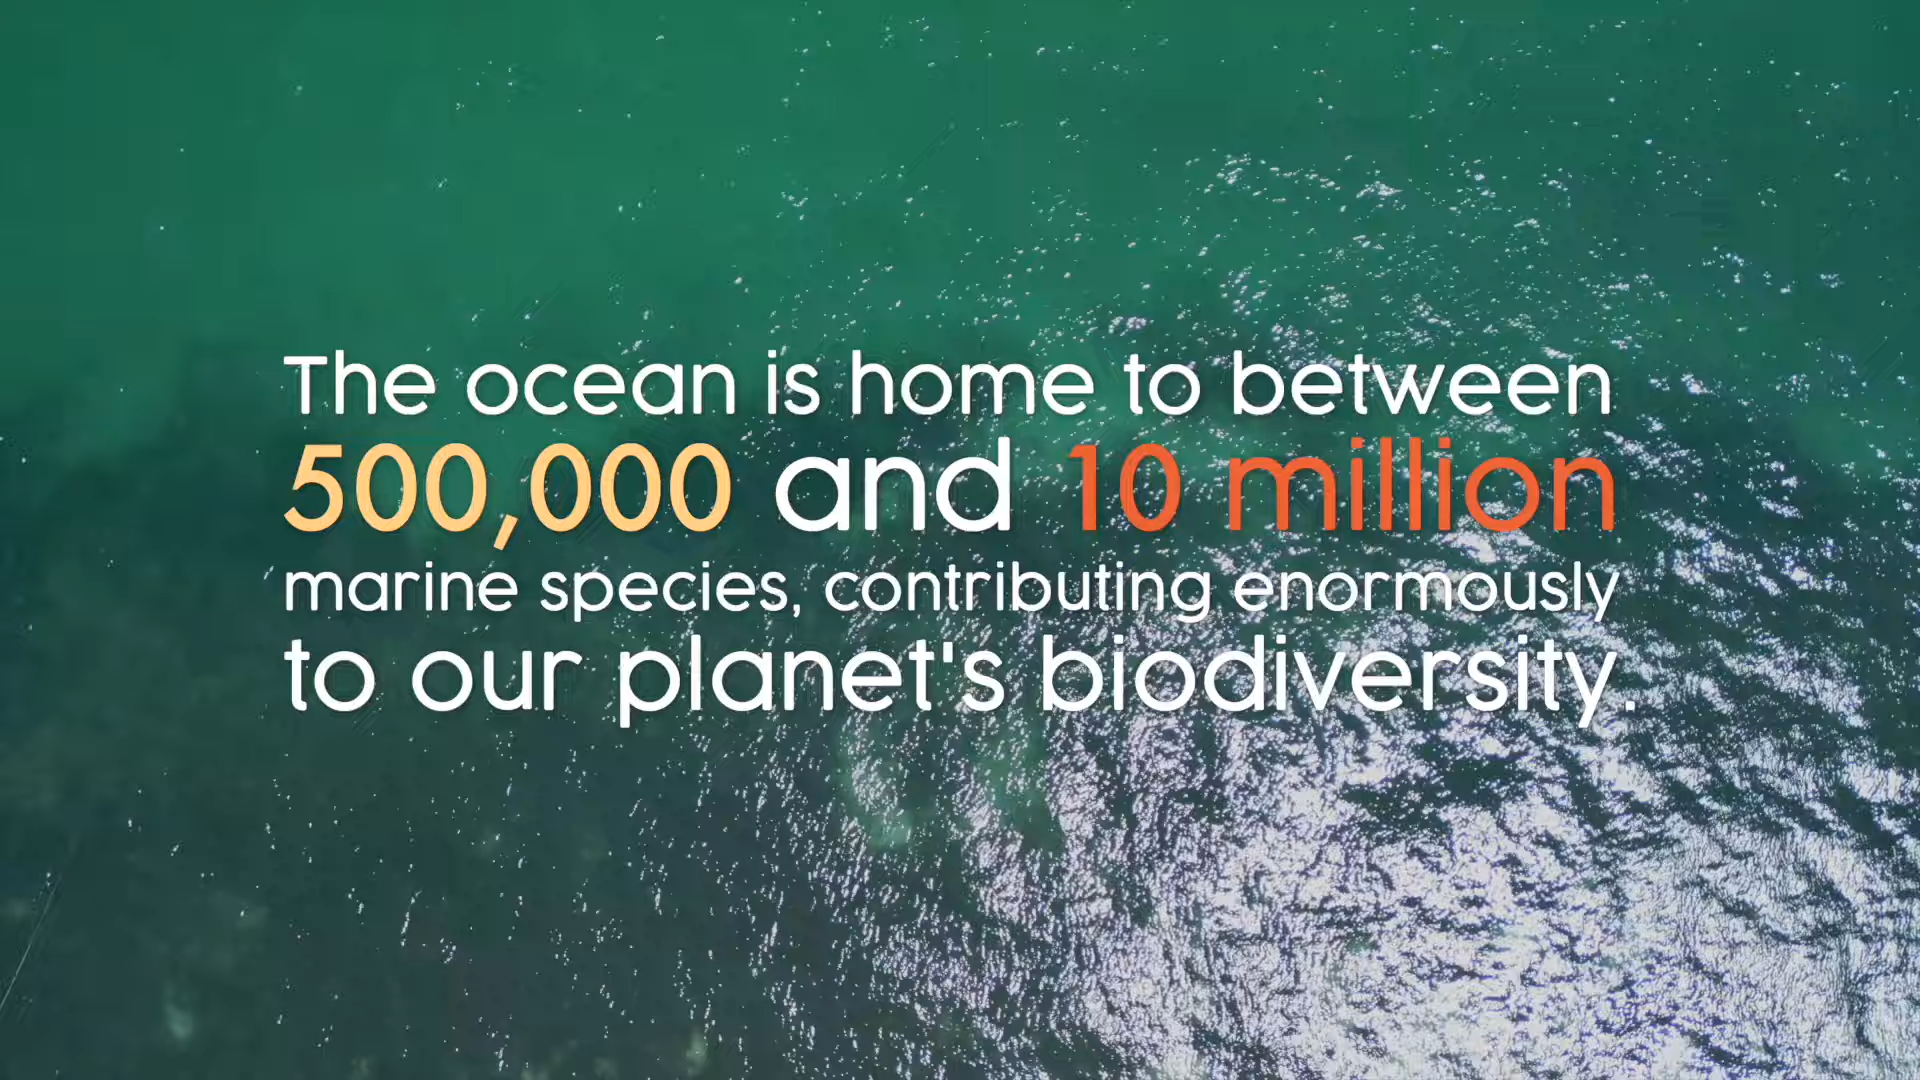 The ocean is home to between
500,000 and 10 million
marine species, contributing enormously
to our planet's biodiversity.